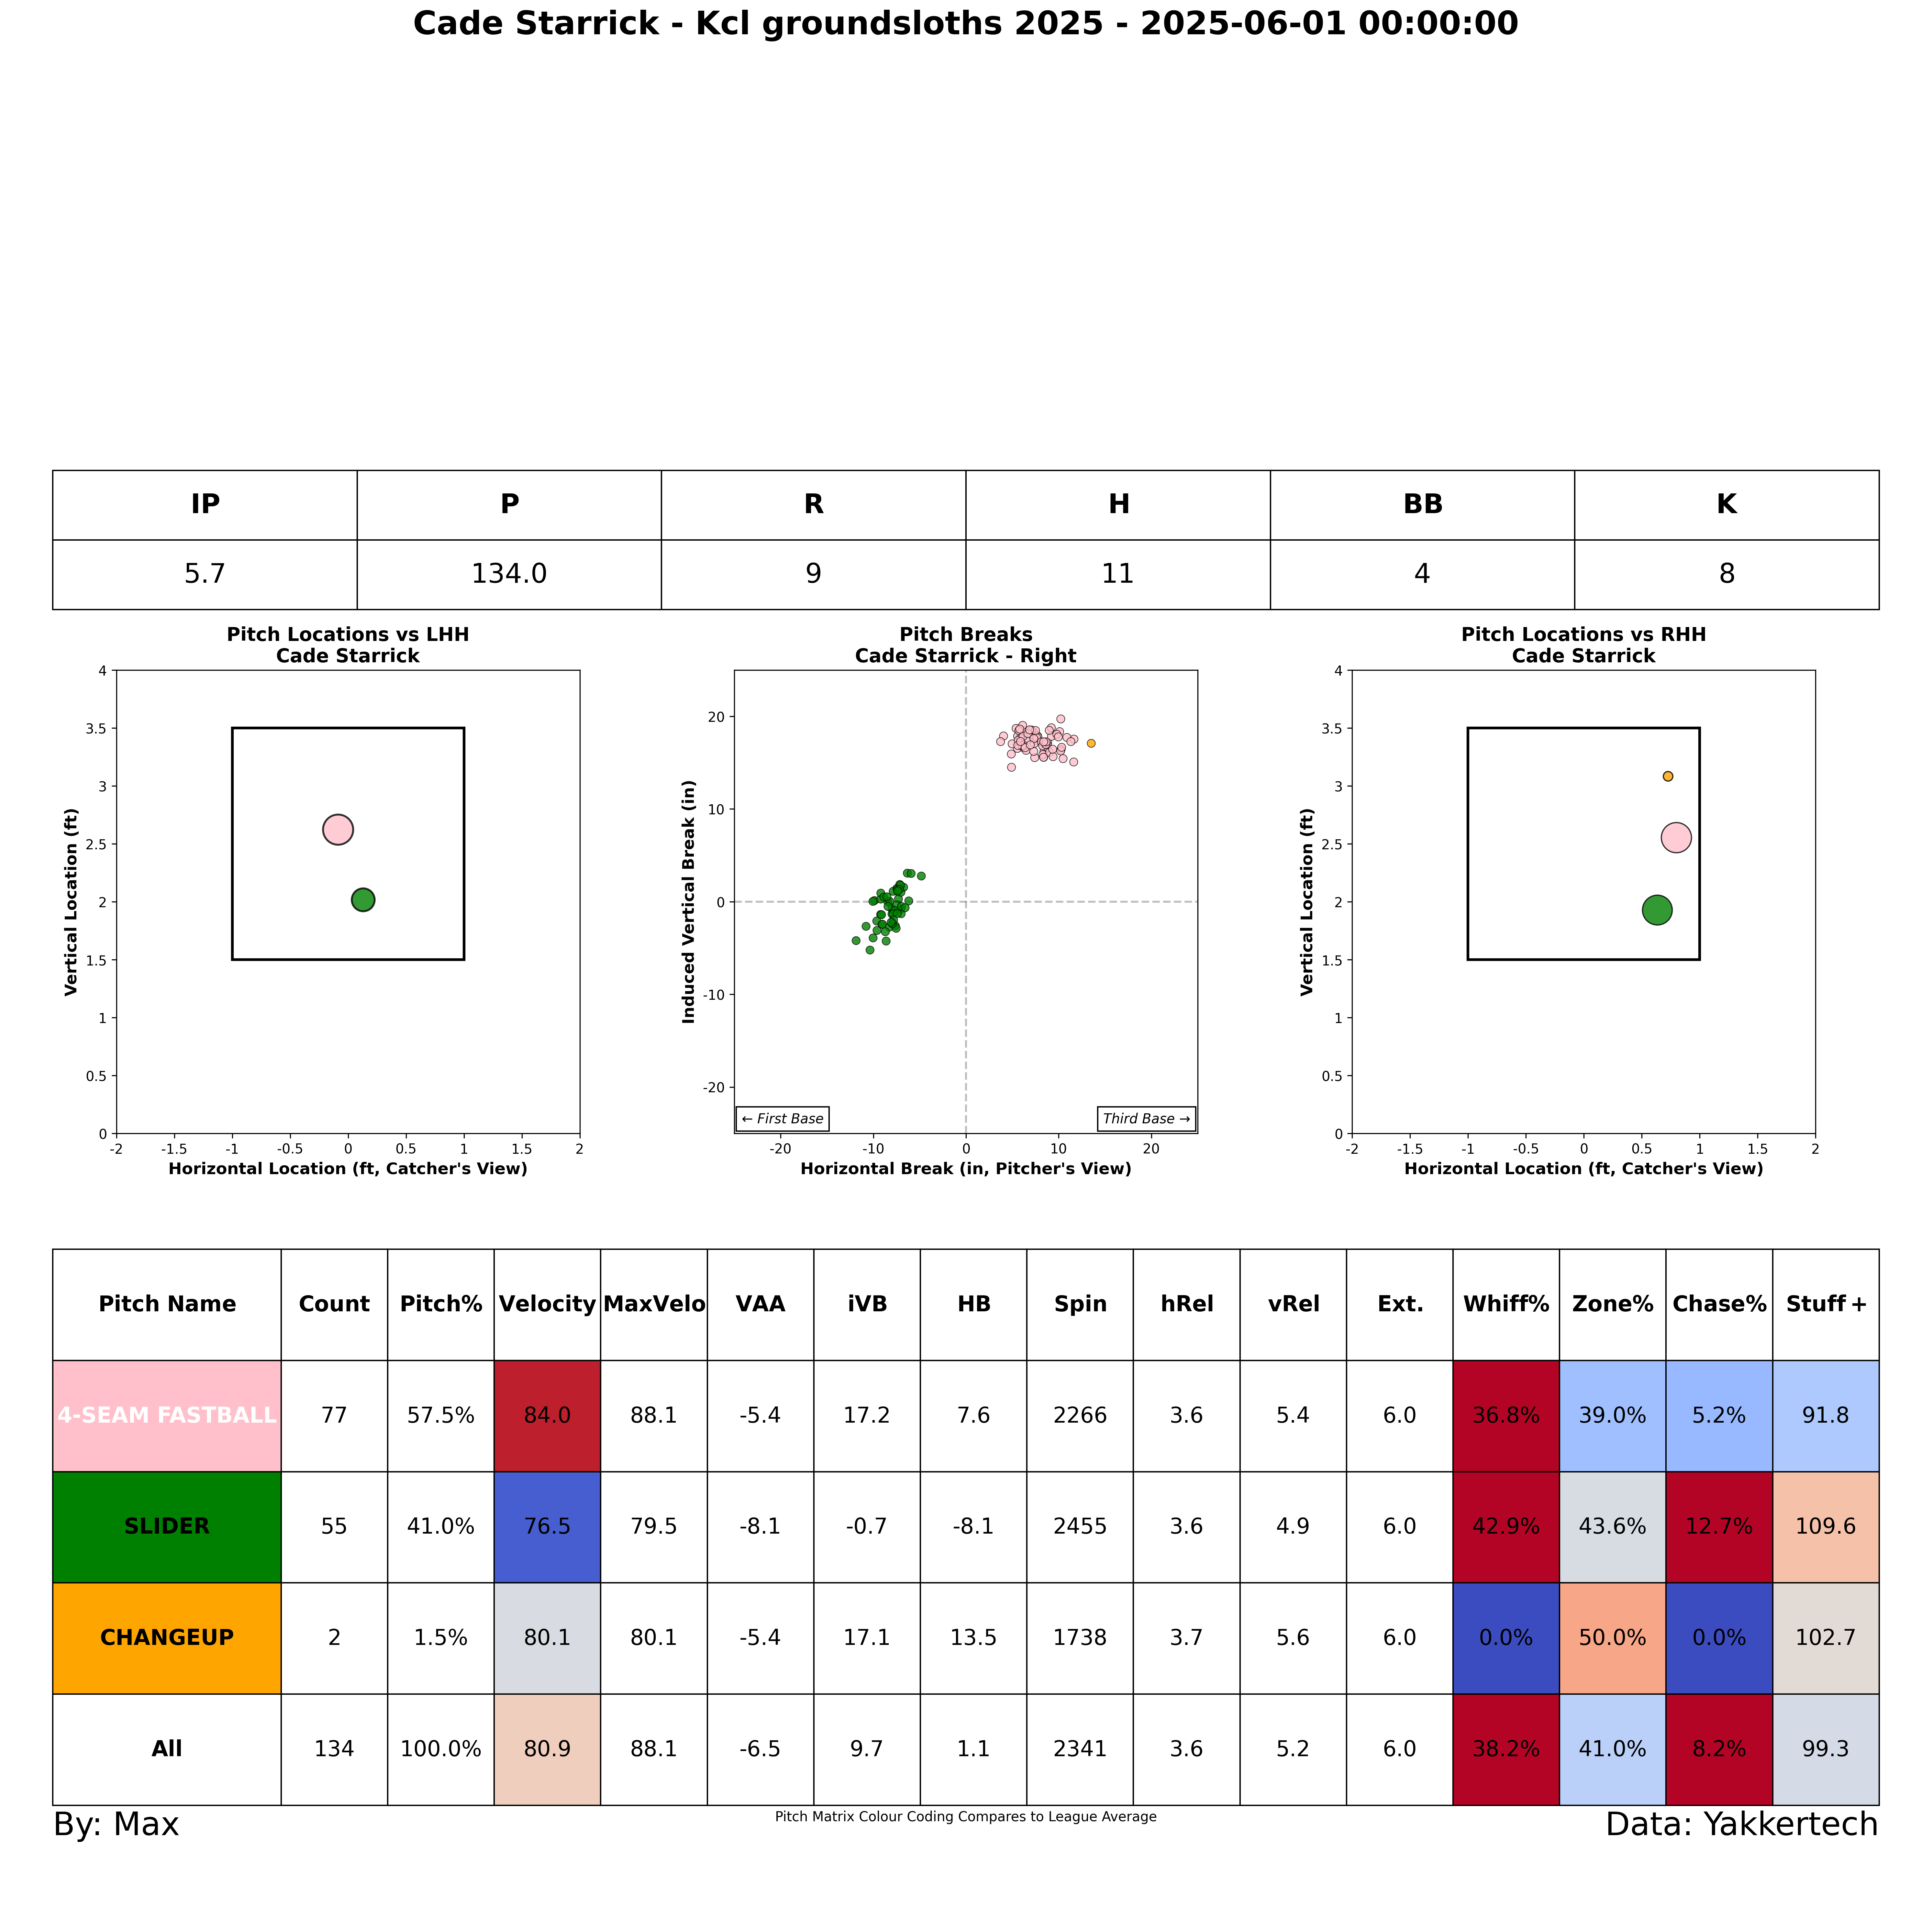 Cade Starrick - Kcl groundsloths 2025 - 2025-06-01 00:00:00
IP P R H BB K
5.7 134.0 9 11 4 8
Pitch Locations vs LHH
Cade Starrick
4
3.5
3
2.5
2
1.5
1
0.5
0
Vertical Location (ft)
-2 -1.5 -1 -0.5 0 0.5 1 1.5 2
Horizontal Location (ft, Catcher's View)
Pitch Breaks
Cade Starrick - Right
20
10
0
-10
-20
Induced Vertical Break (in)
← First Base Third Base →
-20 -10 0 10 20
Horizontal Break (in, Pitcher's View)
Pitch Locations vs RHH
Cade Starrick
4
3.5
3
2.5
2
1.5
1
0.5
0
Vertical Location (ft)
-2 -1.5 -1 -0.5 0 0.5 1 1.5 2
Horizontal Location (ft, Catcher's View)
Pitch Name Count Pitch% Velocity MaxVelo VAA iVB HB Spin hRel vRel Ext. Whiff% Zone% Chase% Stuff+
4-SEAM FASTBALL 77 57.5% 84.0 88.1 -5.4 17.2 7.6 2266 3.6 5.4 6.0 36.8% 39.0% 5.2% 91.8
SLIDER 55 41.0% 76.5 79.5 -8.1 -0.7 -8.1 2455 3.6 4.9 6.0 42.9% 43.6% 12.7% 109.6
CHANGEUP 2 1.5% 80.1 80.1 -5.4 17.1 13.5 1738 3.7 5.6 6.0 0.0% 50.0% 0.0% 102.7
All 134 100.0% 80.9 88.1 -6.5 9.7 1.1 2341 3.6 5.2 6.0 38.2% 41.0% 8.2% 99.3
By: Max
Pitch Matrix Colour Coding Compares to League Average
Data: Yakkertech